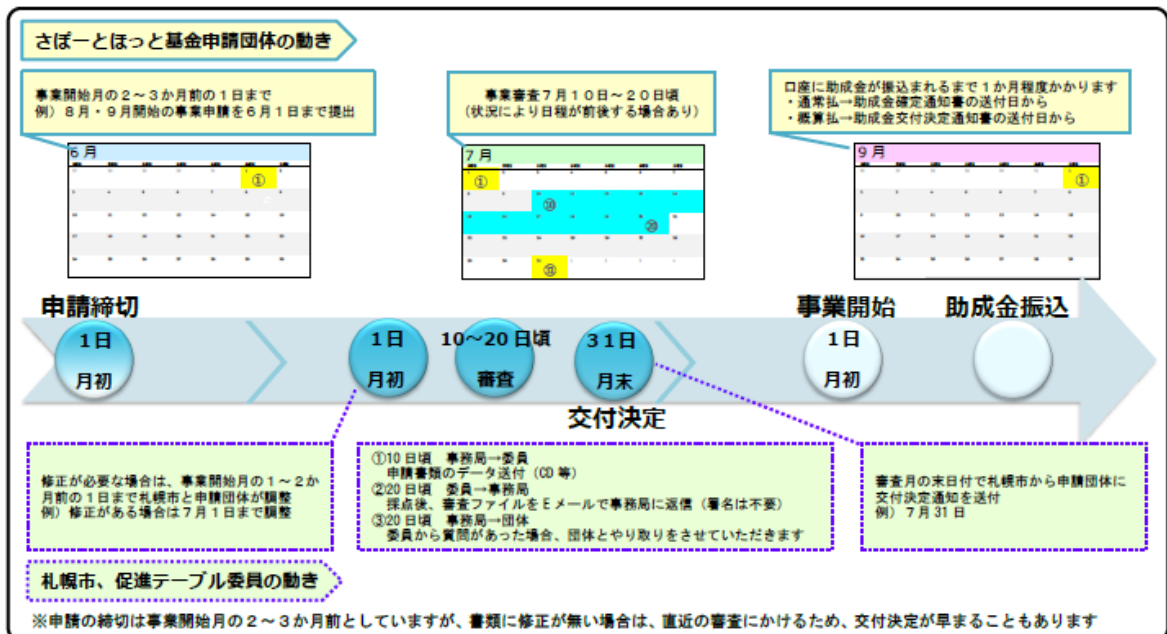 さぽーとほっと基金申請団体の動き
事業開始月の２～３か月前の１日まで
例）８月・９月開始の事業申請を６月１日まで提出
事業審査７月１０日～２０日頃
（状況により日程が前後する場合あり）
口座に助成金が振込まれるまで１か月程度かかります
・通常払→助成金確定通知書の送付日から
・概算払→助成金交付決定通知書の送付日から
６月
①
７月
①
⑩
⑳
㉛
９月
①
申請締切
事業開始
助成金振込
１日
月初
１日
月初
10～20日頃
審査
３１日
月末
１日
月初
交付決定
修正が必要な場合は、事業開始月の１～２か
月前の１日まで札幌市と申請団体が調整
例）修正がある場合は７月１日まで調整
①10日頃　事務局→委員
申請書類のデータ送付（CD等）
②20日頃　委員→事務局
採点後、審査ファイルをＥメールで事務局に返信（署名は不要）
③20日頃　事務局→団体
委員から質問があった場合、団体とやり取りをさせていただきます
審査月の末日付で札幌市から申請団体に
交付決定通知を送付
例）７月31日
札幌市、促進テーブル委員の動き
※申請の締切は事業開始月の２～３か月前としていますが、書類に修正が無い場合は、直近の審査にかけるため、交付決定が早まることもあります